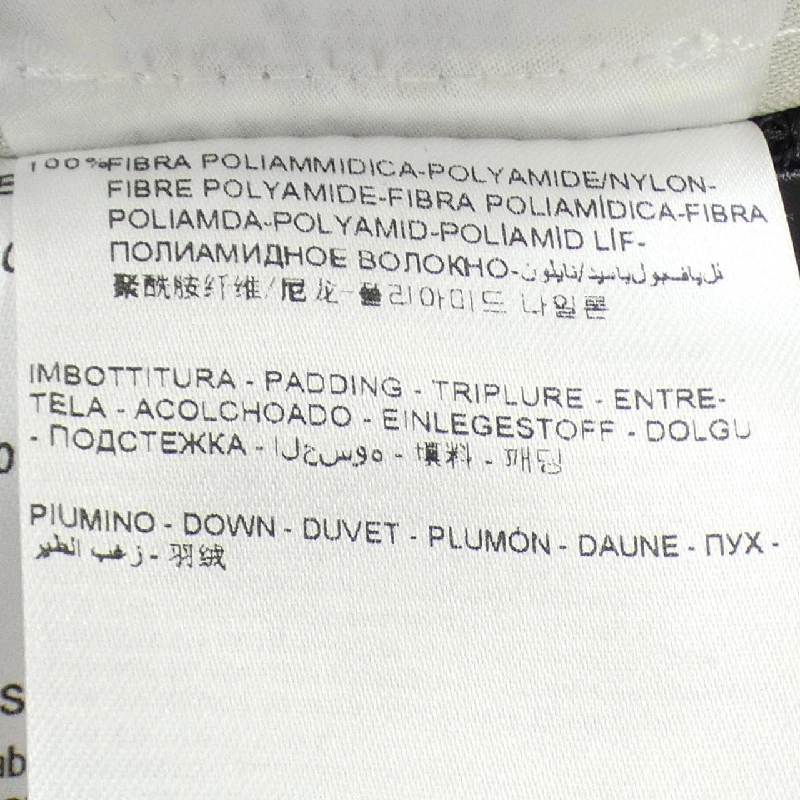 100%FIBRA POLIAMMIDICA-POLYAMIDE/NYLON-
FIBRE POLYAMIDE-FIBRA POLIAMÍDICA-FIBRA
POLIAMDA-POLYAMID-POLIAMID LİF-
ПОЛИАМИДНОЕ ВОЛОКНО-
聚酰胺纤维/尼龙-폴리아미드 나일론
IMBOTTITURA - PADDING - TRIPLURE - ENTRE-
TELA - ACOLCHOADO - EINLEGESTOFF - DOLGU
- ПОДСТЕЖКА - الحسوه - 填料 - 패딩
PIUMINO - DOWN - DUVET - PLUMÓN - DAUNE - ПУХ -
زغب الطير - 羽绒
S
ab